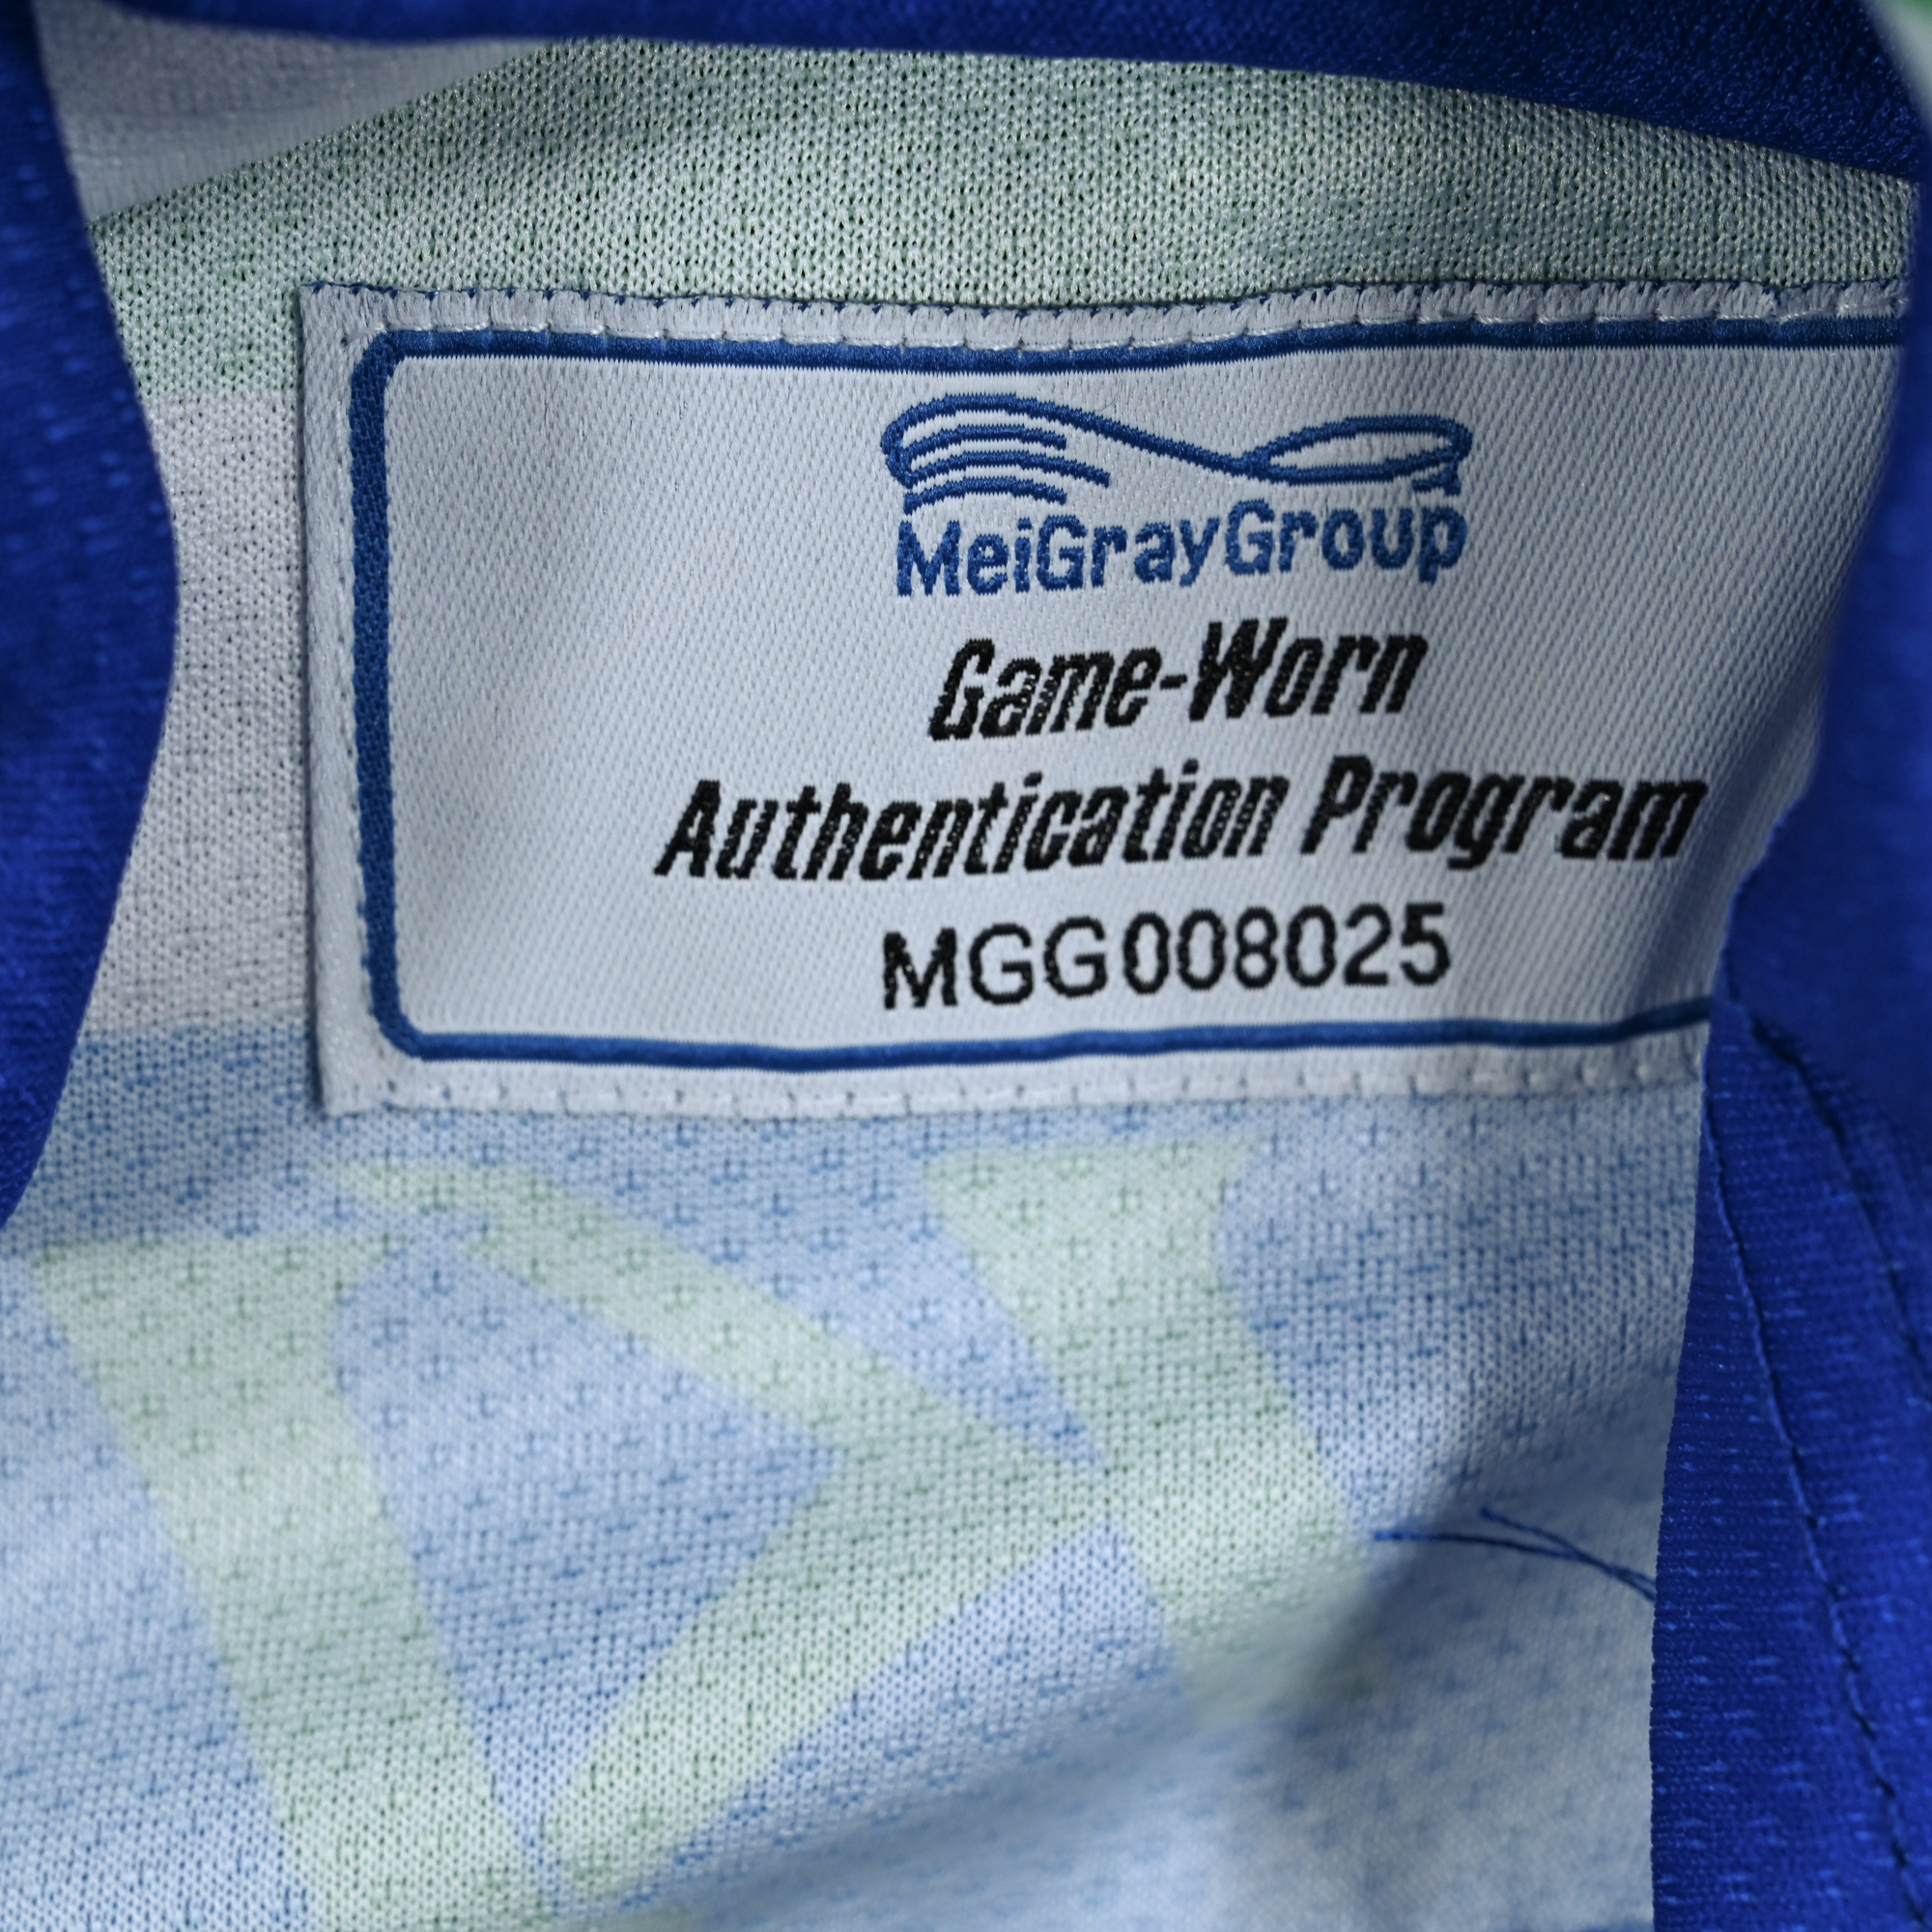 MeiGrayGroup
Game-Worn
Authentication Program
MGG008025